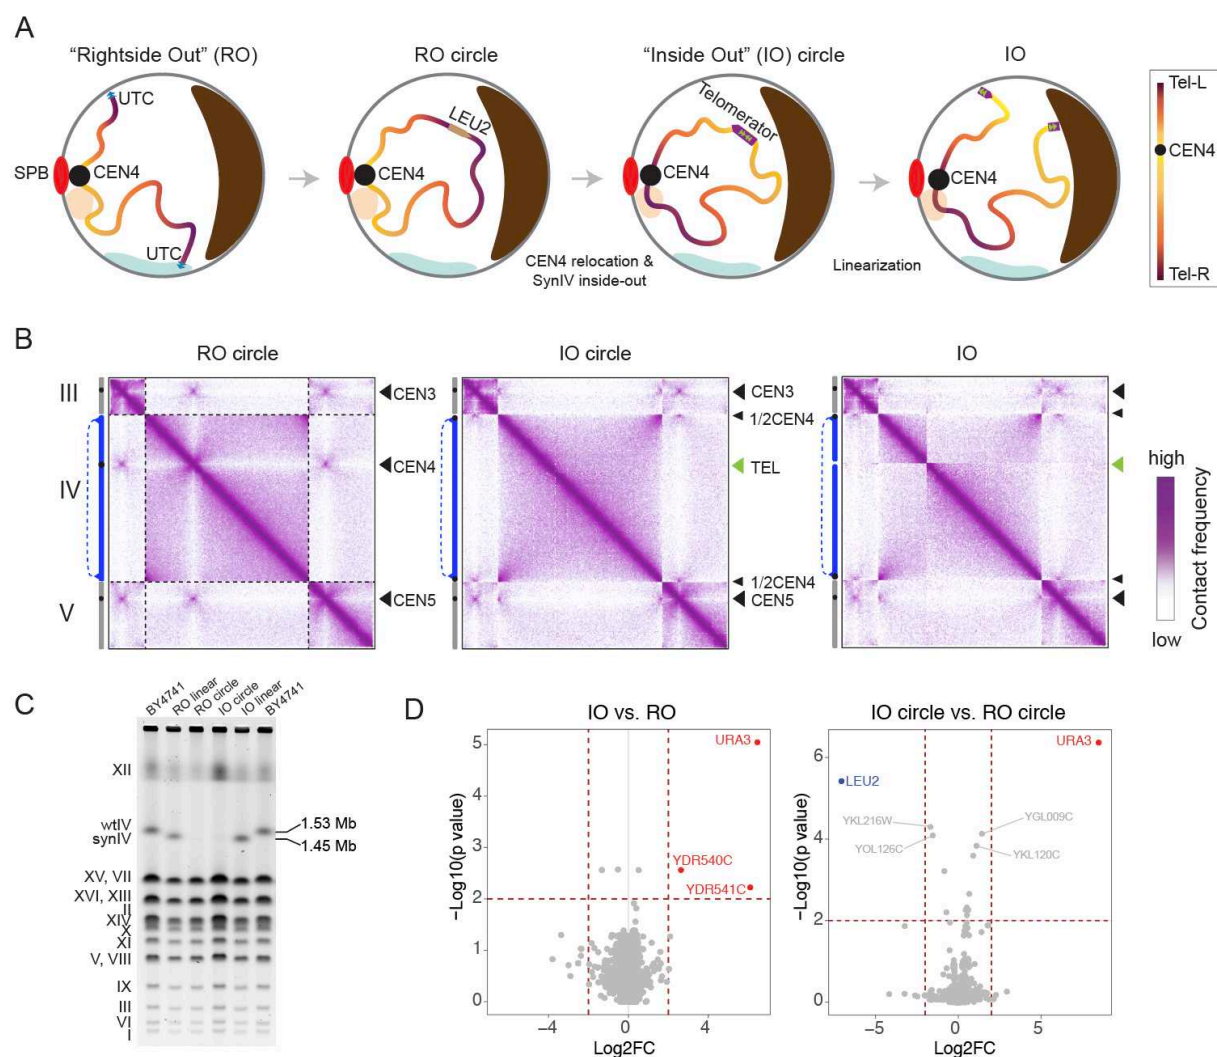 A
“Rightside Out” (RO)
RO circle
“Inside Out” (IO) circle
IO
UTC
SPB
CEN4
UTC
LEU2
CEN4
Telomerator
CEN4
CEN4
CEN4 relocation &
SynIV inside-out
Linearization
Tel-L
CEN4
Tel-R
B
RO circle
IO circle
IO
III
IV
V
CEN3
CEN4
CEN5
CEN3
1/2CEN4
TEL
1/2CEN4
CEN5
high
Contact frequency
low
C
BY4741
RO linear
RO circle
IO circle
IO linear
BY4741
XII
wtIV
synIV
1.53 Mb
1.45 Mb
XV, VII
XVI, XIII
II
XIV
X
XI
V, VIII
IX
III
VI
I
D
IO vs. RO
−Log10(p value)
5
4
3
2
1
0
URA3
YDR540C
YDR541C
−4
0
4
Log2FC
IO circle vs. RO circle
−Log10(p value)
6
4
2
0
URA3
LEU2
YKL216W
YOL126C
YGL009C
YKL120C
−5
0
5
Log2FC